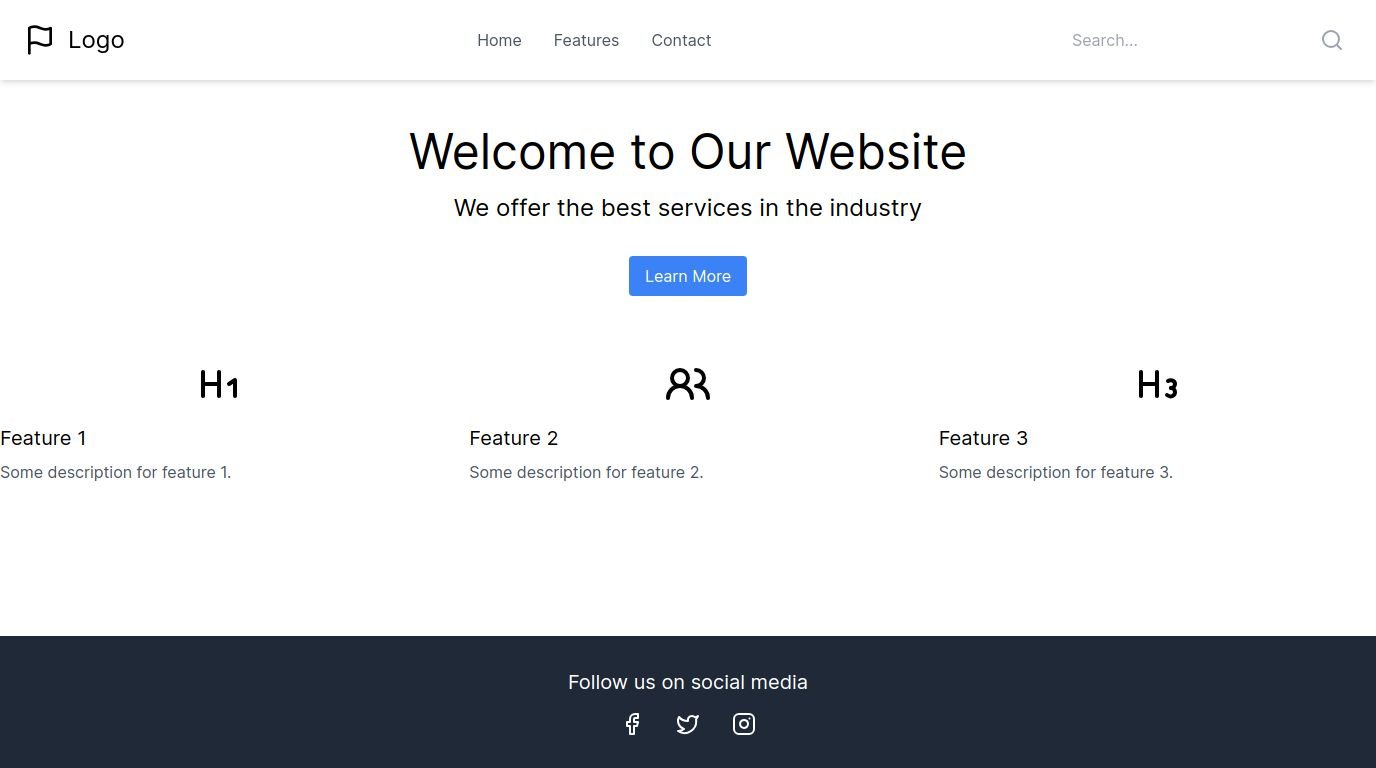 Logo
Home Features Contact
Search...
Welcome to Our Website
We offer the best services in the industry
Learn More
H1
H3
Feature 1
Some description for feature 1.
Feature 2
Some description for feature 2.
Feature 3
Some description for feature 3.
Follow us on social media